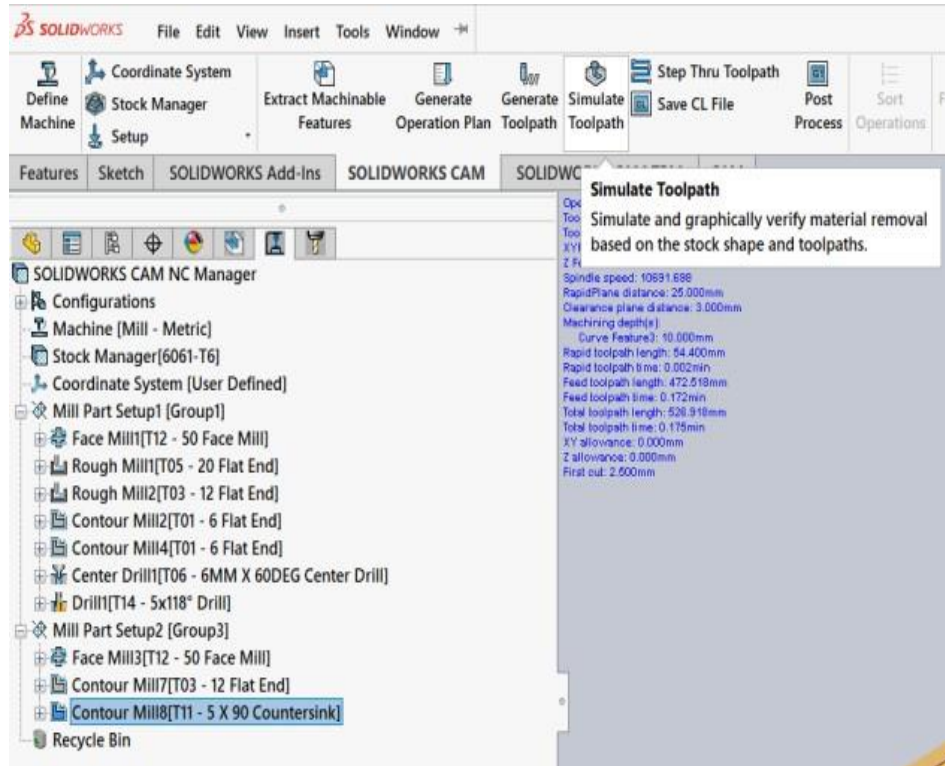 SOLIDWORKS File Edit View Insert Tools Window
Define Machine
Coordinate System
Stock Manager
Setup
Extract Machinable Features
Generate Operation Plan
Generate Toolpath
Simulate Toolpath
Step Thru Toolpath
Save CL File
Post Process
Sort Operations
Features Sketch SOLIDWORKS Add-Ins SOLIDWORKS CAM
Simulate Toolpath
Simulate and graphically verify material removal
based on the stock shape and toolpaths.
SOLIDWORKS CAM NC Manager
Configurations
Machine [Mill - Metric]
Stock Manager[6061-T6]
Coordinate System [User Defined]
Mill Part Setup1 [Group1]
Face Mill1[T12 - 50 Face Mill]
Rough Mill1[T05 - 20 Flat End]
Rough Mill2[T03 - 12 Flat End]
Contour Mill2[T01 - 6 Flat End]
Contour Mill4[T01 - 6 Flat End]
Center Drill1[T06 - 6MM X 60DEG Center Drill]
Drill1[T14 - 5x118° Drill]
Mill Part Setup2 [Group3]
Face Mill3[T12 - 50 Face Mill]
Contour Mill7[T03 - 12 Flat End]
Contour Mill8[T11 - 5 X 90 Countersink]
Recycle Bin
Spindle speed: 10691.688
RapidPlane distance: 25.000mm
Clearance plane distance: 3.000mm
Machining depth(s)
Curve Feature3: 10.000mm
Rapid toolpath length: 54.400mm
Rapid toolpath time: 0.002min
Feed toolpath length: 472.518mm
Feed toolpath time: 0.172min
Total toolpath length: 526.918mm
Total toolpath time: 0.175min
XY allowance: 0.000mm
Z allowance: 0.000mm
First cut: 2.500mm